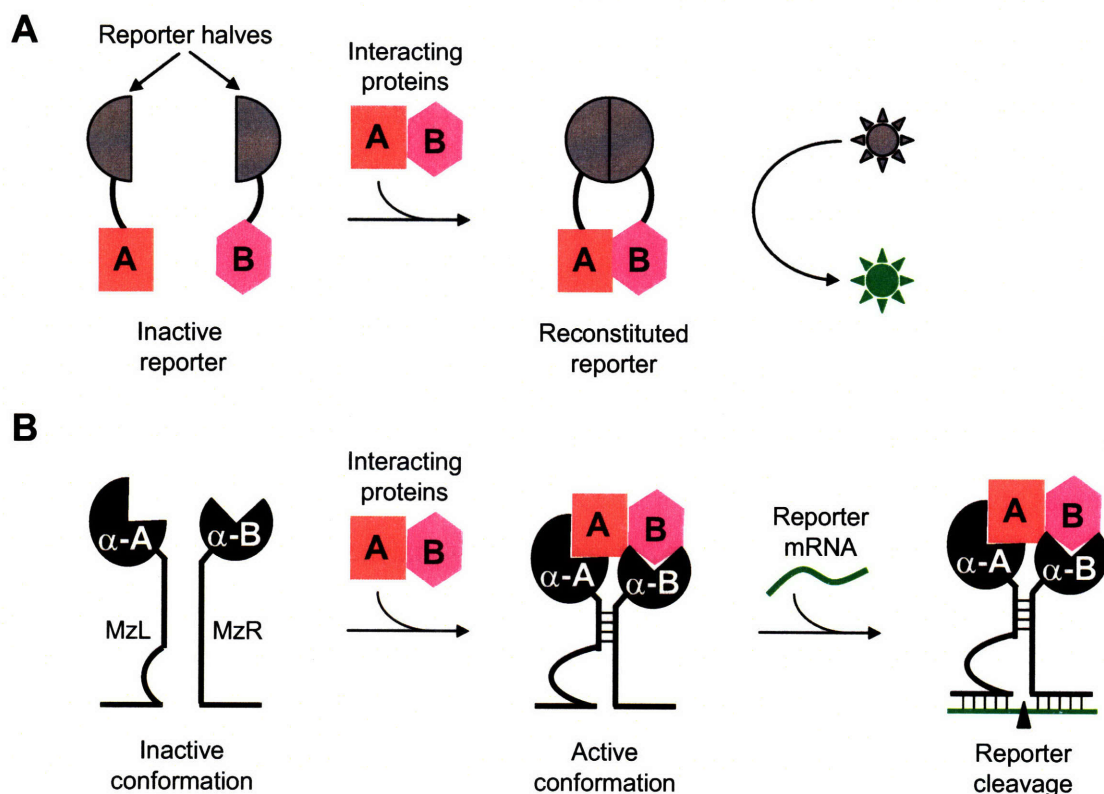 A
Reporter halves
Interacting
proteins
A B
A B
A B
Inactive
reporter
Reconstituted
reporter
B
Interacting
proteins
A B
α-A α-B
MzL MzR
A B
α-A α-B
Reporter
mRNA
A B
α-A α-B
Inactive
conformation
Active
conformation
Reporter
cleavage